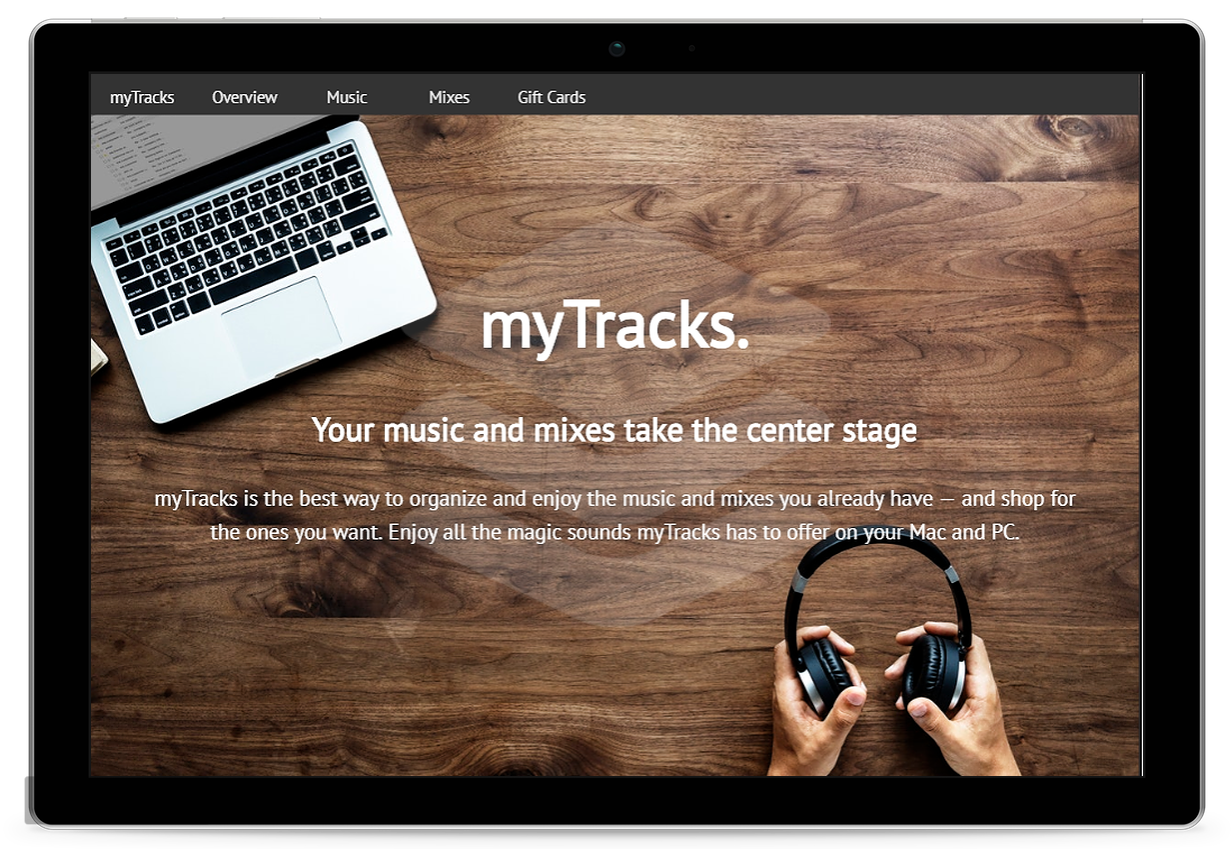 myTracks Overview Music Mixes Gift Cards
myTracks.
Your music and mixes take the center stage
myTracks is the best way to organize and enjoy the music and mixes you already have — and shop for
the ones you want. Enjoy all the magic sounds myTracks has to offer on your Mac and PC.